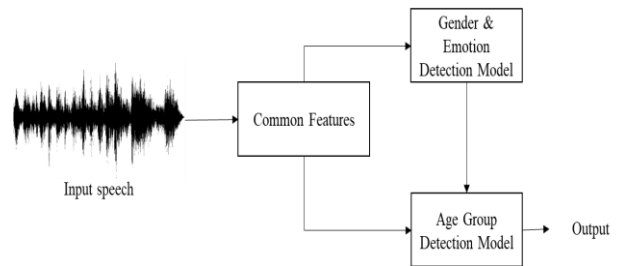 Input speech
Common Features
Gender &
Emotion
Detection Model
Age Group
Detection Model
Output